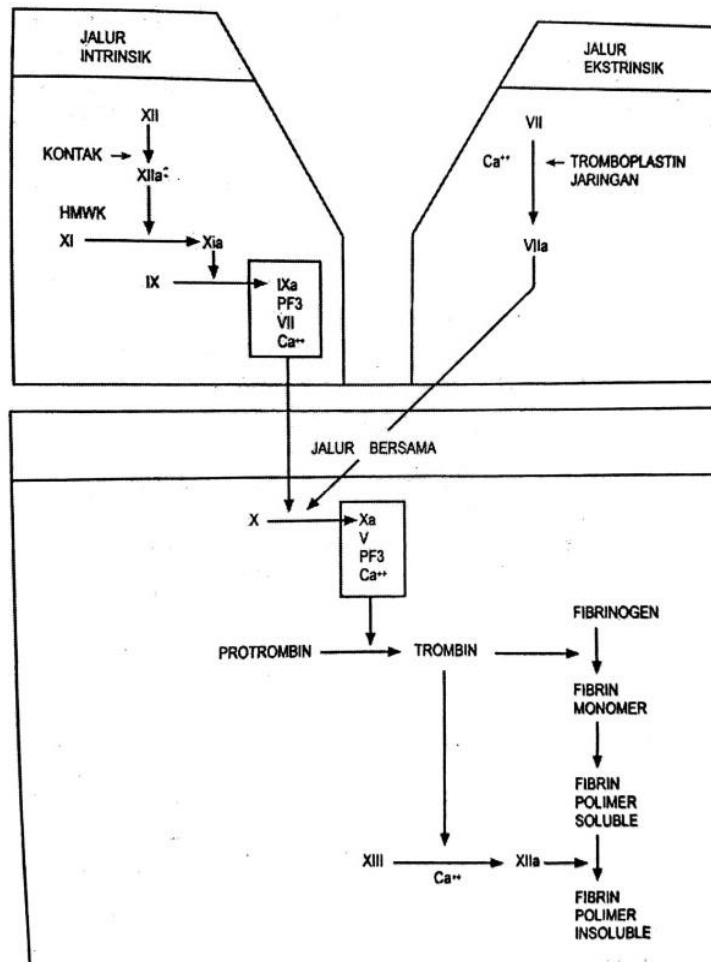 JALUR
INTRINSIK
JALUR
EKSTRINSIK
XII
KONTAK
XIIa
HMWK
XI
Xia
IX
IXa
PF3
VII
Ca++
VII
Ca++
TROMBOPLASTIN
JARINGAN
VIIa
JALUR BERSAMA
X
Xa
V
PF3
Ca++
PROTROMBIN
TROMBIN
FIBRINOGEN
FIBRIN
MONOMER
FIBRIN
POLIMER
SOLUBLE
XIII
Ca++
XIIa
FIBRIN
POLIMER
INSOLUBLE